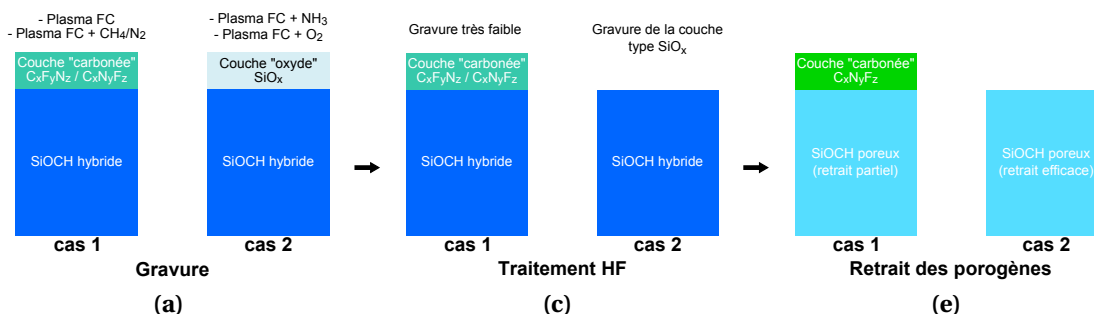 - Plasma FC
- Plasma FC + CH4/N2
Couche "carbonée"
CxFyNz / CxNyFz
SiOCH hybride
cas 1
- Plasma FC + NH3
- Plasma FC + O2
Couche "oxyde"
SiOx
SiOCH hybride
cas 2
Gravure
(a)
Gravure très faible
Couche "carbonée"
CxFyNz / CxNyFz
SiOCH hybride
cas 1
Gravure de la couche
type SiOx
SiOCH hybride
cas 2
Traitement HF
(c)
Couche "carbonée"
CxNyFz
SiOCH poreux
(retrait partiel)
cas 1
SiOCH poreux
(retrait efficace)
cas 2
Retrait des porogènes
(e)